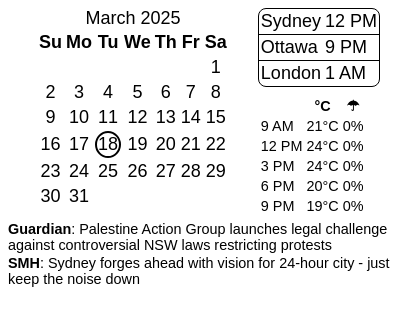 March 2025
Su Mo Tu We Th Fr Sa
1
2 3 4 5 6 7 8
9 10 11 12 13 14 15
16 17 18 19 20 21 22
23 24 25 26 27 28 29
30 31
Sydney 12 PM
Ottawa 9 PM
London 1 AM
°C ☂
9 AM 21°C 0%
12 PM 24°C 0%
3 PM 24°C 0%
6 PM 20°C 0%
9 PM 19°C 0%
Guardian: Palestine Action Group launches legal challenge
against controversial NSW laws restricting protests
SMH: Sydney forges ahead with vision for 24-hour city - just
keep the noise down